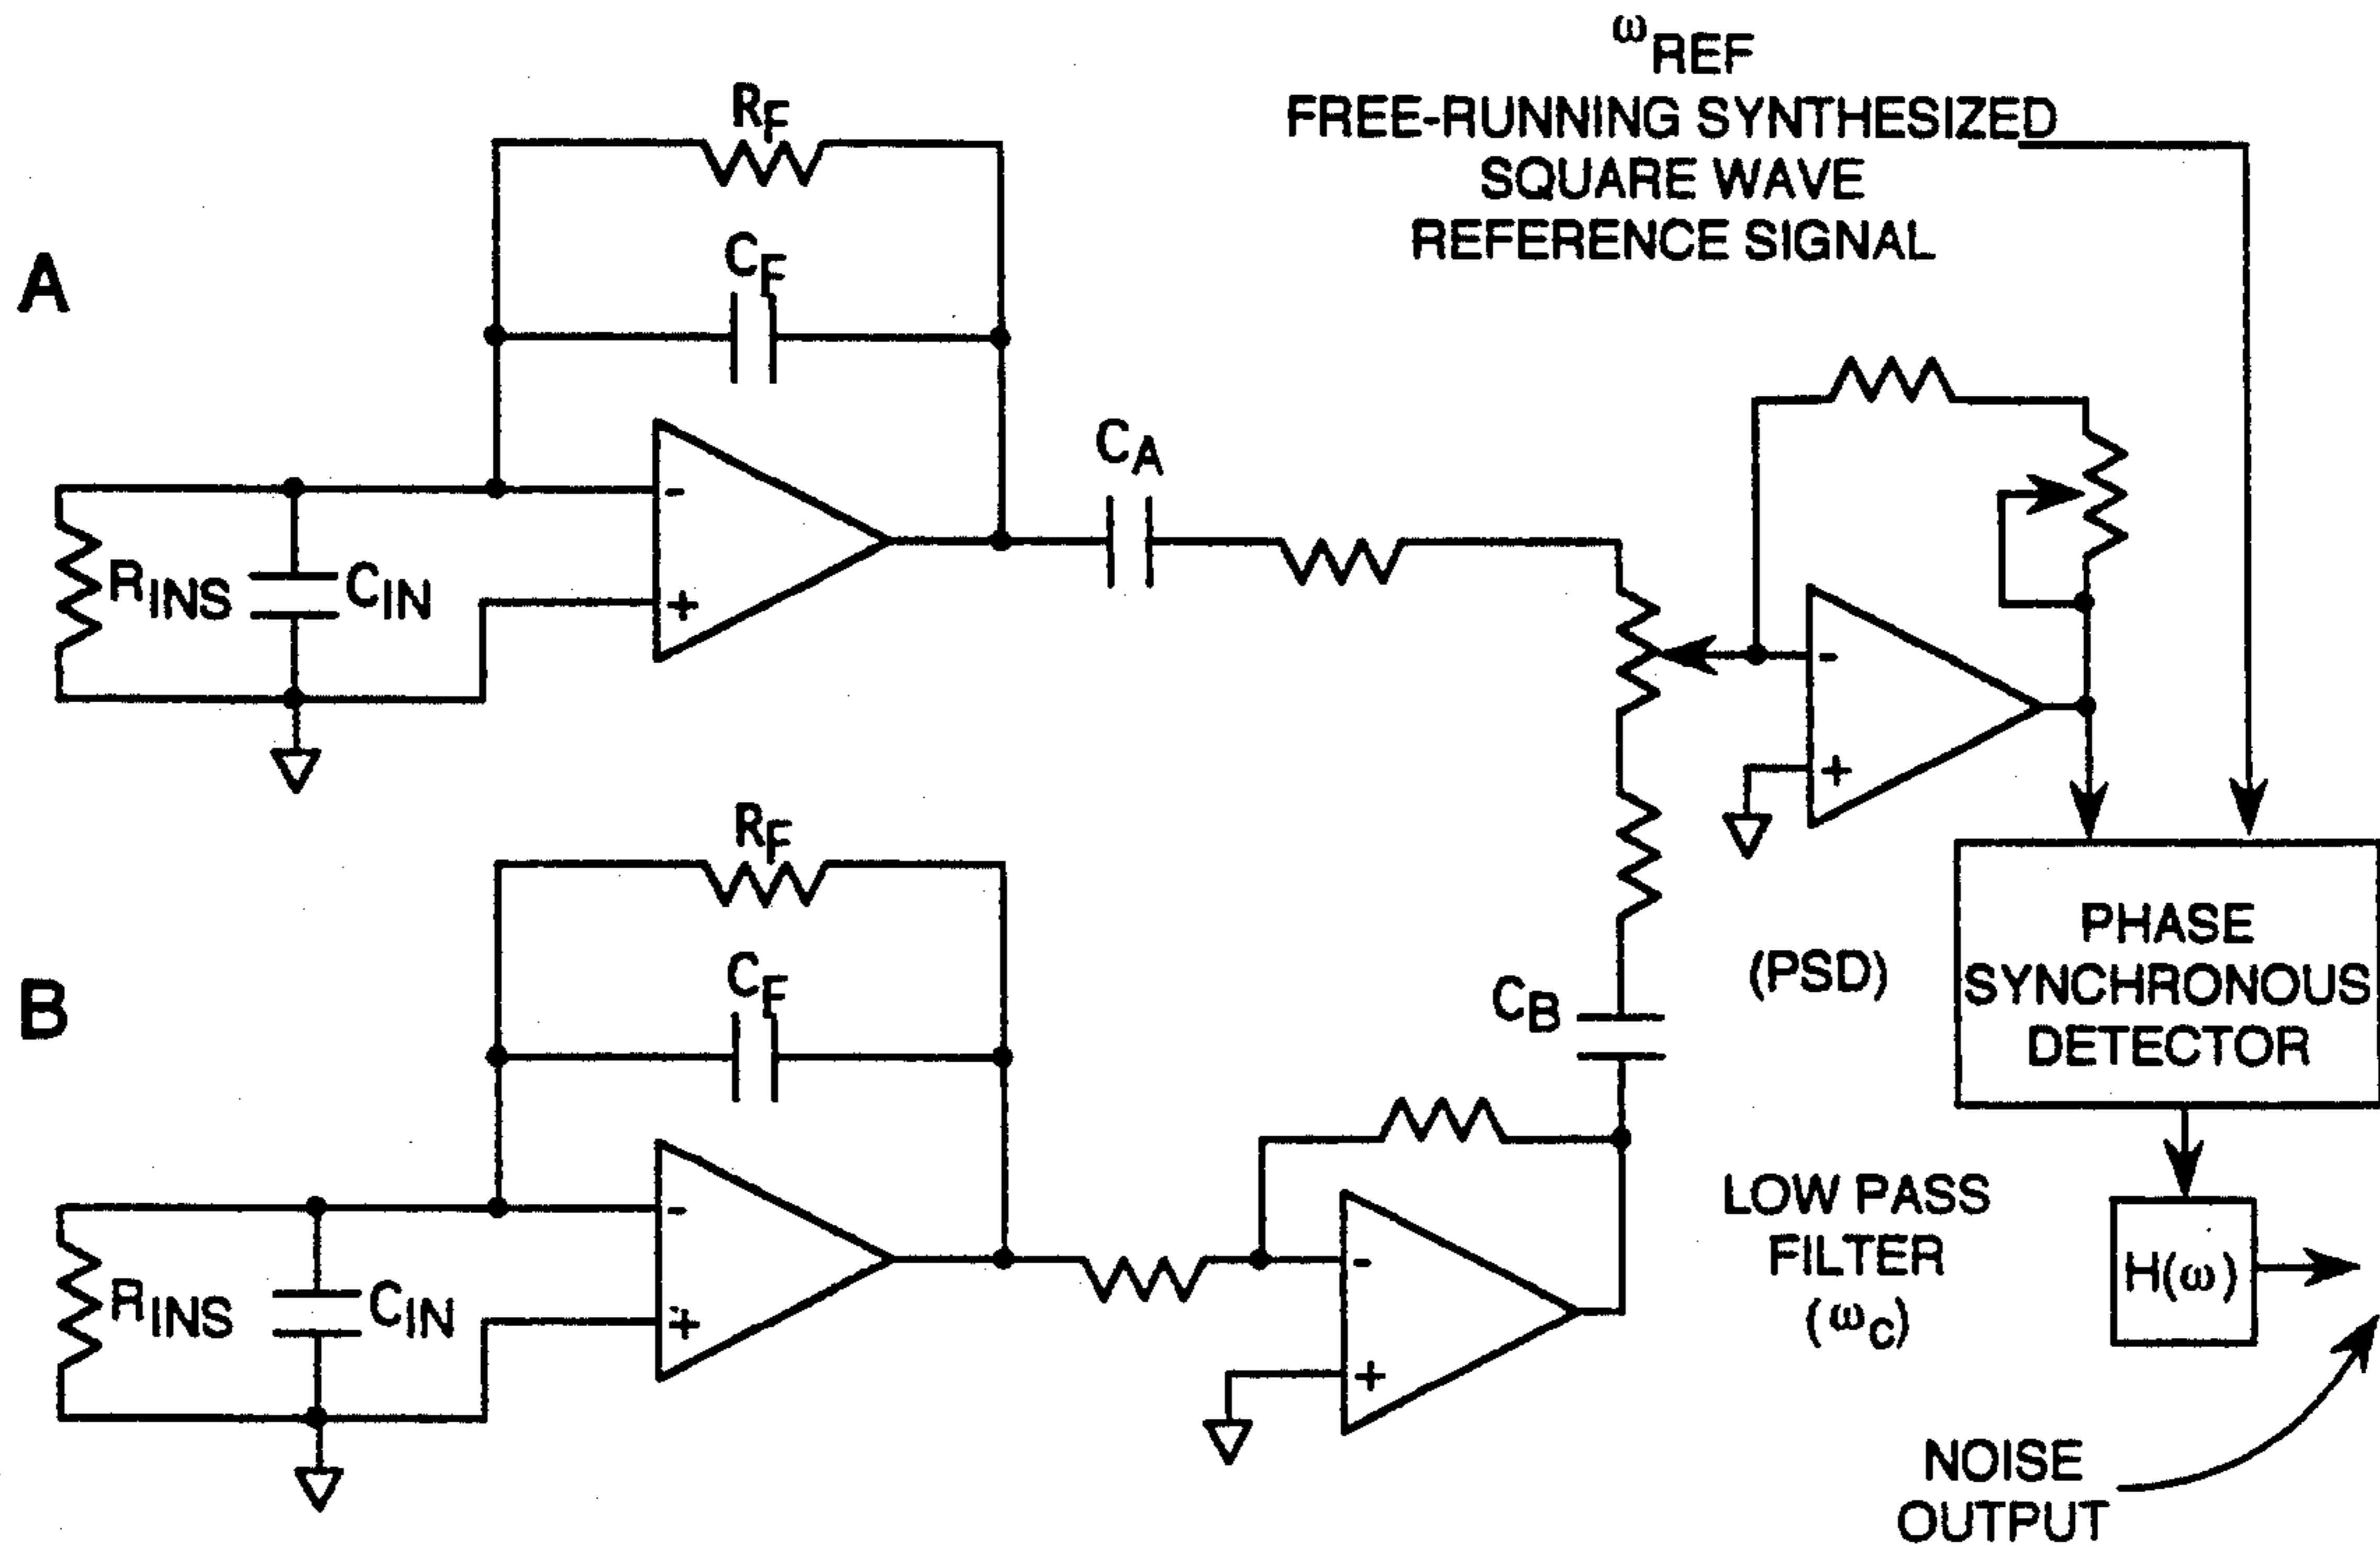 ωREF
FREE-RUNNING SYNTHESIZED
SQUARE WAVE
REFERENCE SIGNAL
A
RF
CF
CA
-
+
RINS
CIN
-
+
RF
(PSD)
PHASE
SYNCHRONOUS
DETECTOR
B
CF
CB
-
+
RINS
CIN
-
+
LOW PASS
FILTER
(ωC)
H(ω)
NOISE
OUTPUT